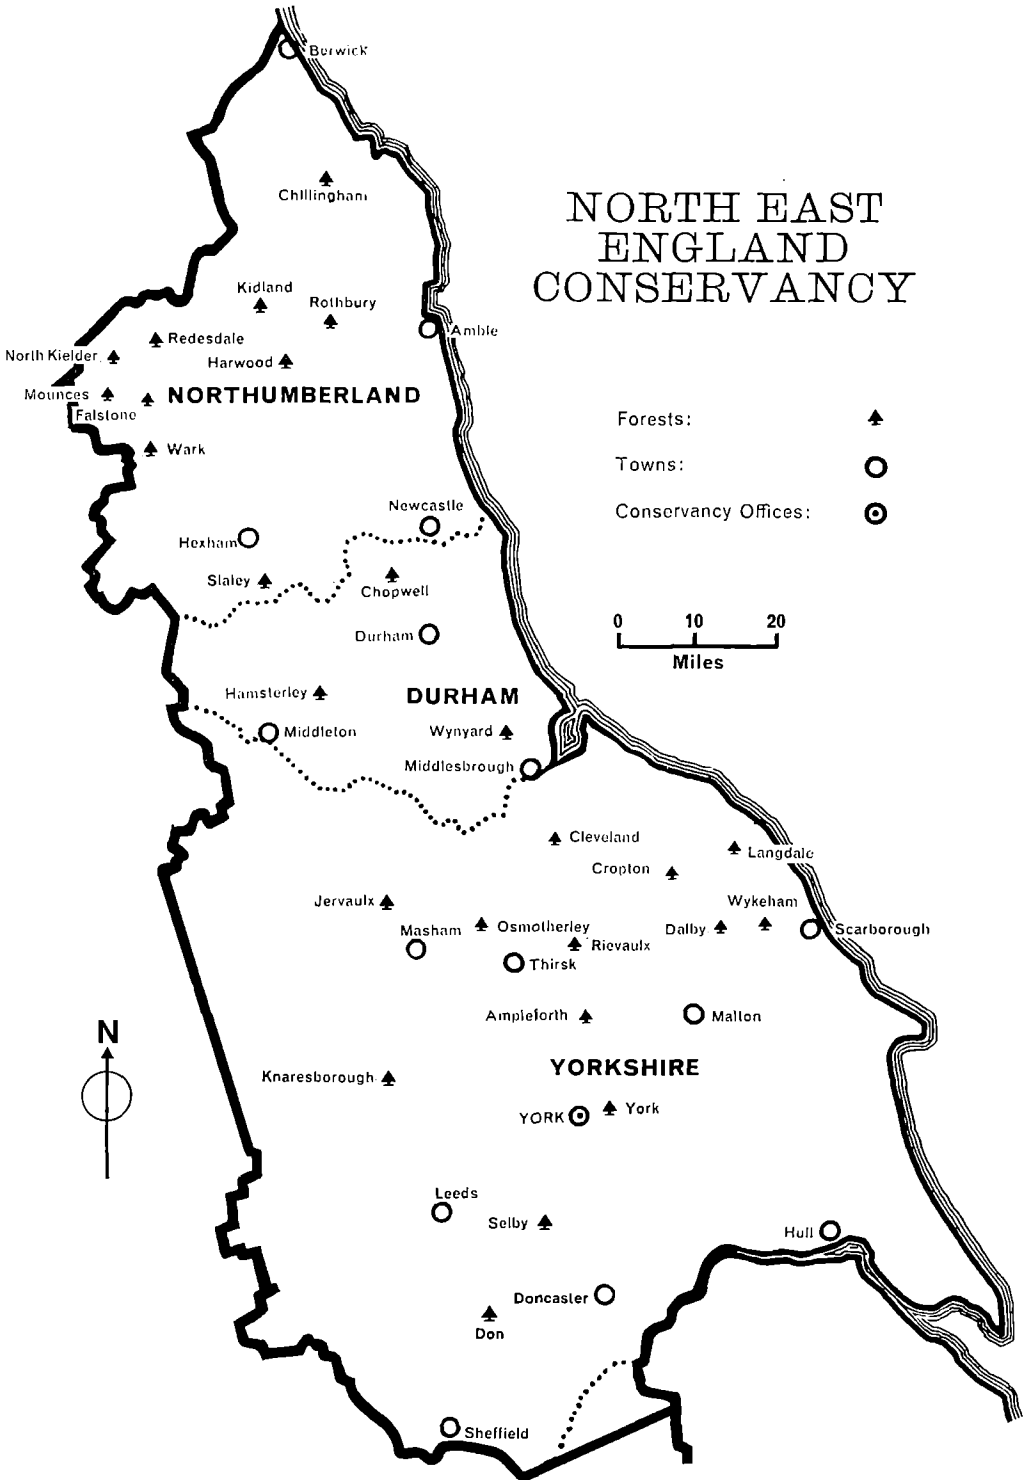 Berwick
Chillingham
NORTH EAST
ENGLAND
CONSERVANCY
Kidland
Rothbury
Amble
Redesdale
North Kielder
Harwood
Mounces
NORTHUMBERLAND
Falstone
Wark
Forests:
Towns:
Conservancy Offices:
Newcastle
Hexham
Slaley
Chopwell
Durham
0 10 20
Miles
Hamsterley
DURHAM
Middleton
Wynyard
Middlesbrough
Cleveland
Langdale
Cropton
Jervaulx
Wykeham
Masham
Osmotherley
Dalby
Scarborough
Rievaulx
Thirsk
Ampleforth
Malton
N
YORKSHIRE
Knaresborough
York
YORK
Leeds
Selby
Hull
Doncaster
Don
Sheffield